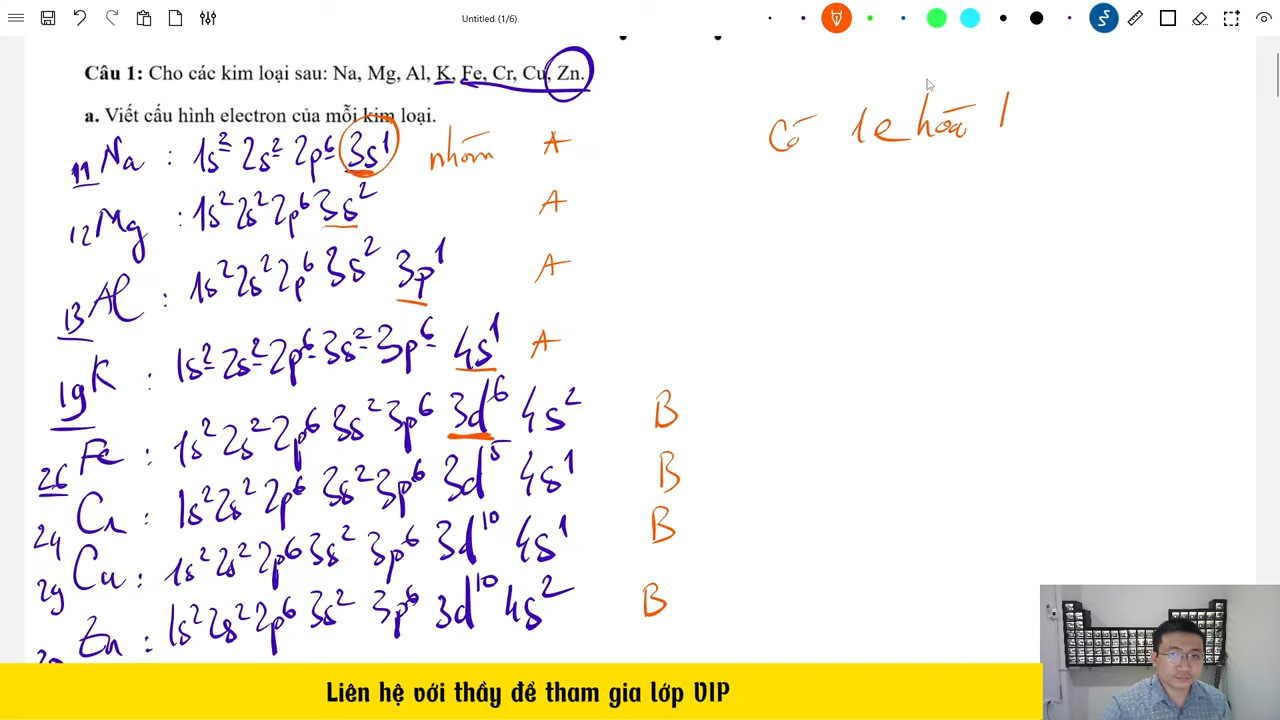 Untitled (1/6)
Câu 1: Cho các kim loại sau: Na, Mg, Al, K, Fe, Cr, Cu, Zn.
a. Viết cấu hình electron của mỗi kim loại.
Có 1e hoá 1
11Na : 1s² 2s² 2p⁶ 3s¹ nhóm A
12Mg : 1s² 2s² 2p⁶ 3s² A
13Al : 1s² 2s² 2p⁶ 3s² 3p¹ A
19K : 1s² 2s² 2p⁶ 3s² 3p⁶ 4s¹ A
26Fe : 1s² 2s² 2p⁶ 3s² 3p⁶ 3d⁶ 4s² B
24Cr : 1s² 2s² 2p⁶ 3s² 3p⁶ 3d⁵ 4s¹ B
29Cu : 1s² 2s² 2p⁶ 3s² 3p⁶ 3d¹⁰ 4s¹ B
Zn : 1s² 2s² 2p⁶ 3s² 3p⁶ 3d¹⁰ 4s² B
Liên hệ với thầy để tham gia lớp VIP